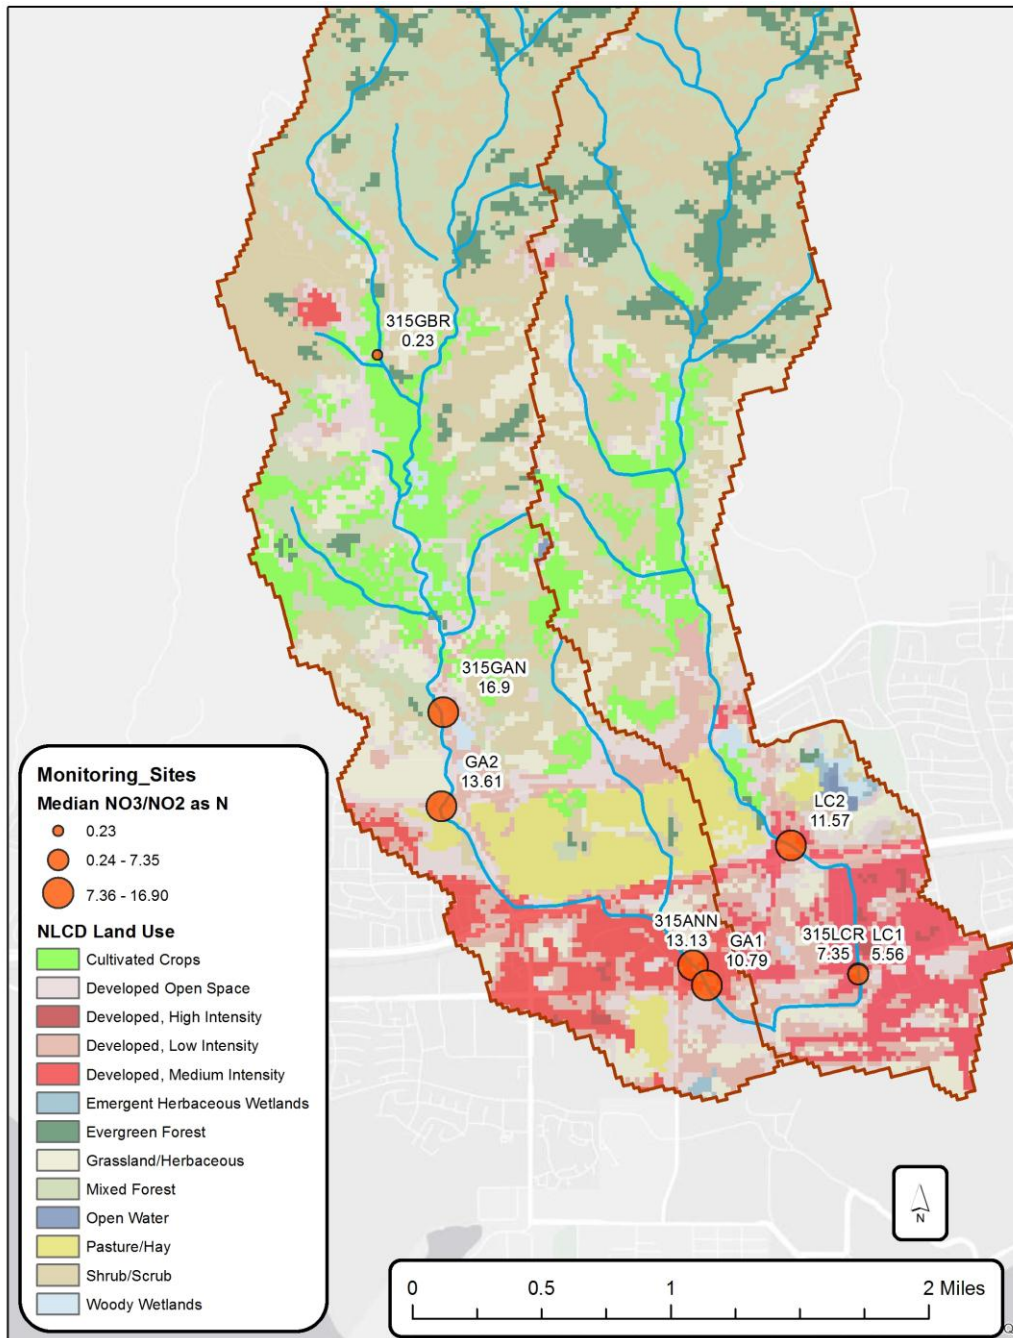 315GBR
0.23
315GAN
16.9
GA2
13.61
LC2
11.57
315ANN
13.13
GA1
10.79
315LCR
7.35
LC1
5.56
Monitoring_Sites
Median NO3/NO2 as N
0.23
0.24 - 7.35
7.36 - 16.90
NLCD Land Use
Cultivated Crops
Developed Open Space
Developed, High Intensity
Developed, Low Intensity
Developed, Medium Intensity
Emergent Herbaceous Wetlands
Evergreen Forest
Grassland/Herbaceous
Mixed Forest
Open Water
Pasture/Hay
Shrub/Scrub
Woody Wetlands
N
0 0.5 1 2 Miles